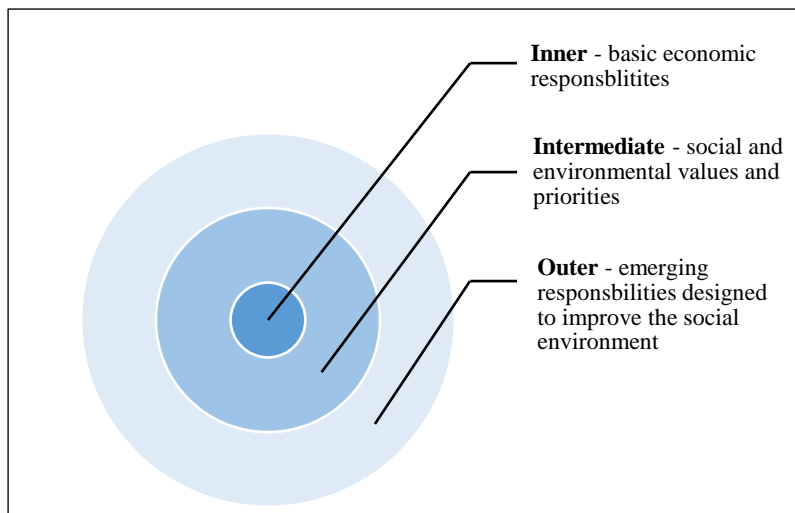 Inner - basic economic
responsblitites
Intermediate - social and
environmental values and
priorities
Outer - emerging
responsbilities designed
to improve the social
environment